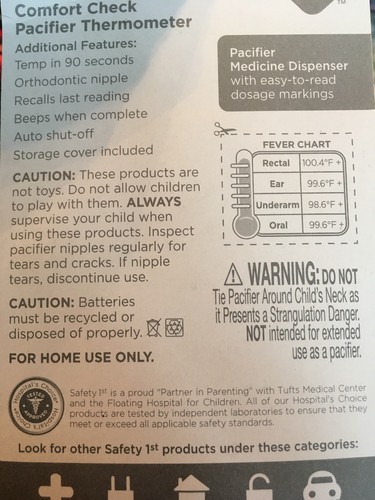 Comfort Check
Pacifier Thermometer
Additional Features:
Temp in 90 seconds
Orthodontic nipple
Recalls last reading
Beeps when complete
Auto shut-off
Storage cover included
CAUTION: These products are
not toys. Do not allow children
to play with them. ALWAYS
supervise your child when
using these products. Inspect
pacifier nipples regularly for
tears and cracks. If nipple
tears, discontinue use.
CAUTION: Batteries
must be recycled or
disposed of properly.
FOR HOME USE ONLY.
TM
Pacifier
Medicine Dispenser
with easy-to-read
dosage markings
FEVER CHART
Rectal 100.4°F +
Ear 99.6°F +
Underarm 98.6°F +
Oral 99.6°F +
WARNING: DO NOT
Tie Pacifier Around Child's Neck as
it Presents a Strangulation Danger.
NOT intended for extended
use as a pacifier.
Hospital's Choice
TESTED
APPROVED
Hospital's Choice
Safety 1st is a proud "Partner in Parenting" with Tufts Medical Center
and the Floating Hospital for Children. All of our Hospital's Choice
products are tested by independent laboratories to ensure that they
meet or exceed all applicable safety standards.
Look for other Safety 1st products under these categories: